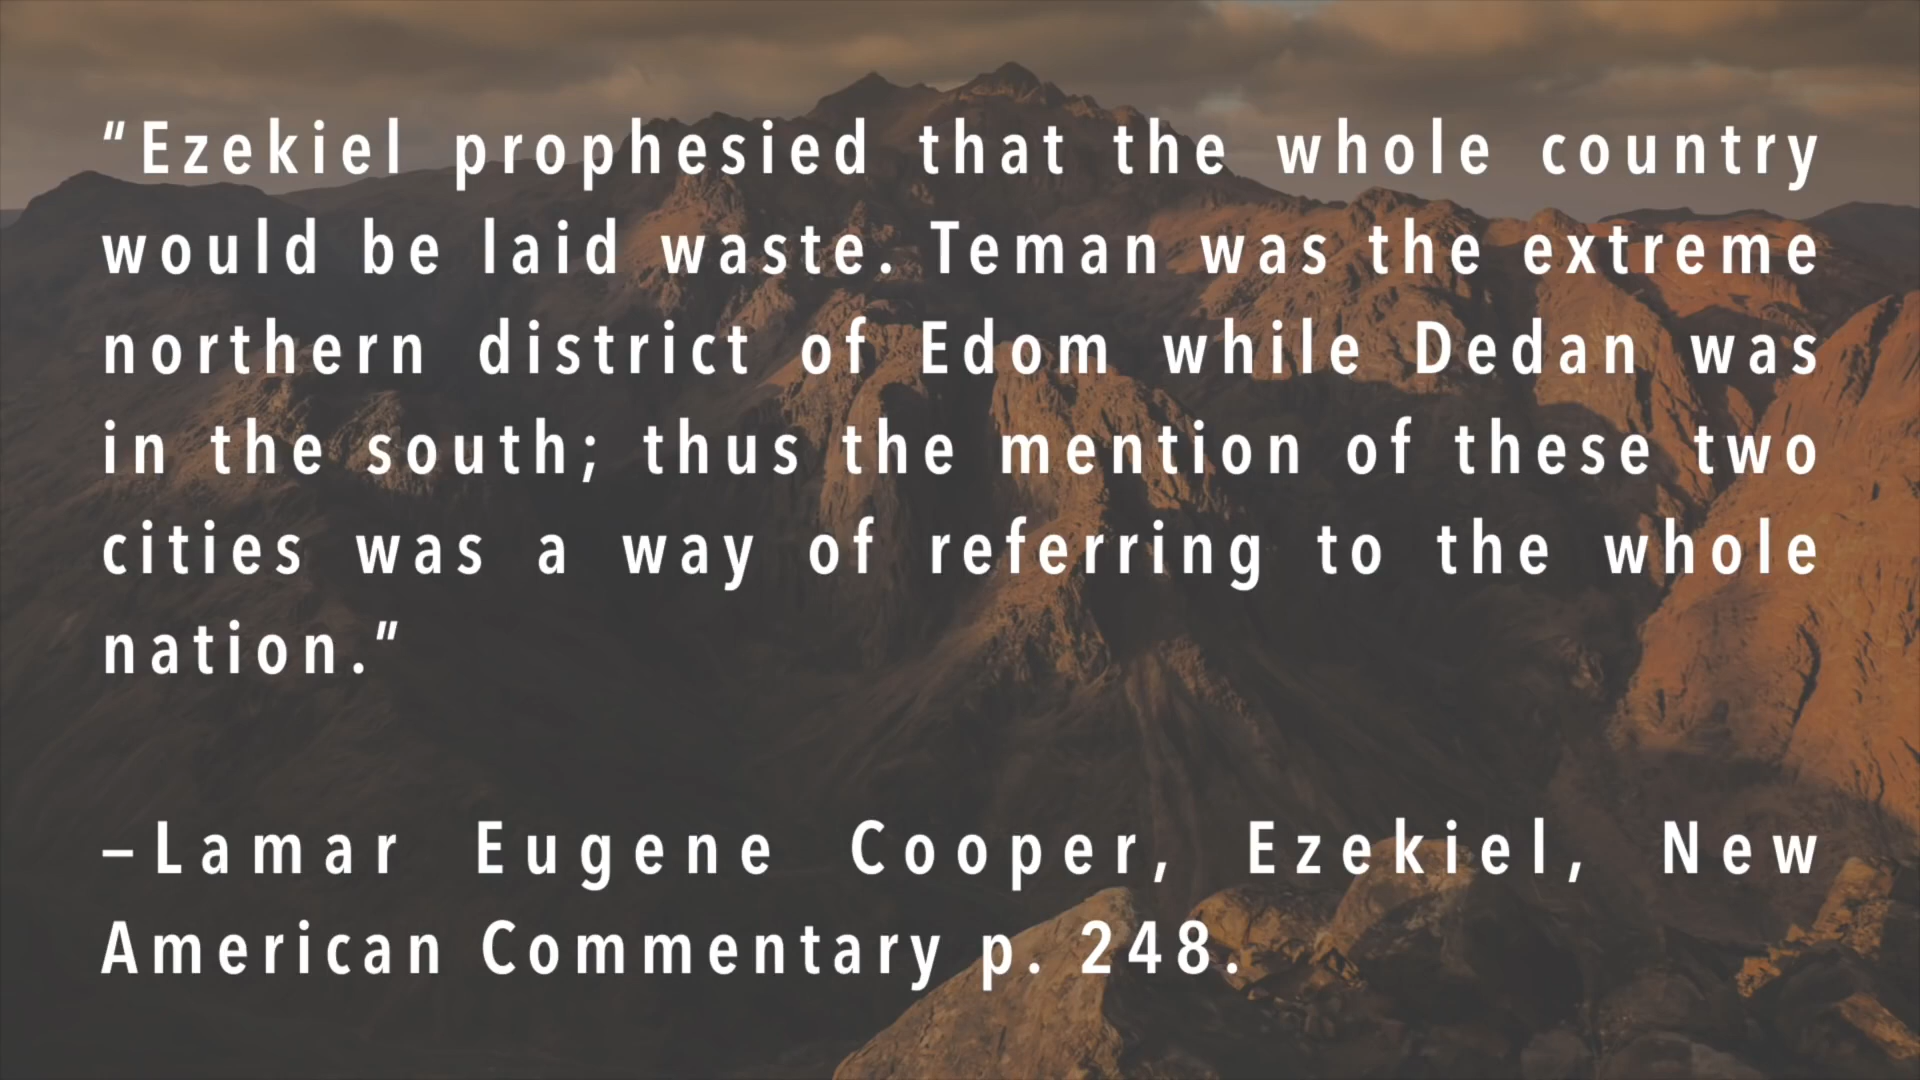 “Ezekiel prophesied that the whole country
would be laid waste. Teman was the extreme
northern district of Edom while Dedan was
in the south; thus the mention of these two
cities was a way of referring to the whole
nation.”
–Lamar Eugene Cooper, Ezekiel, New
American Commentary p. 248.